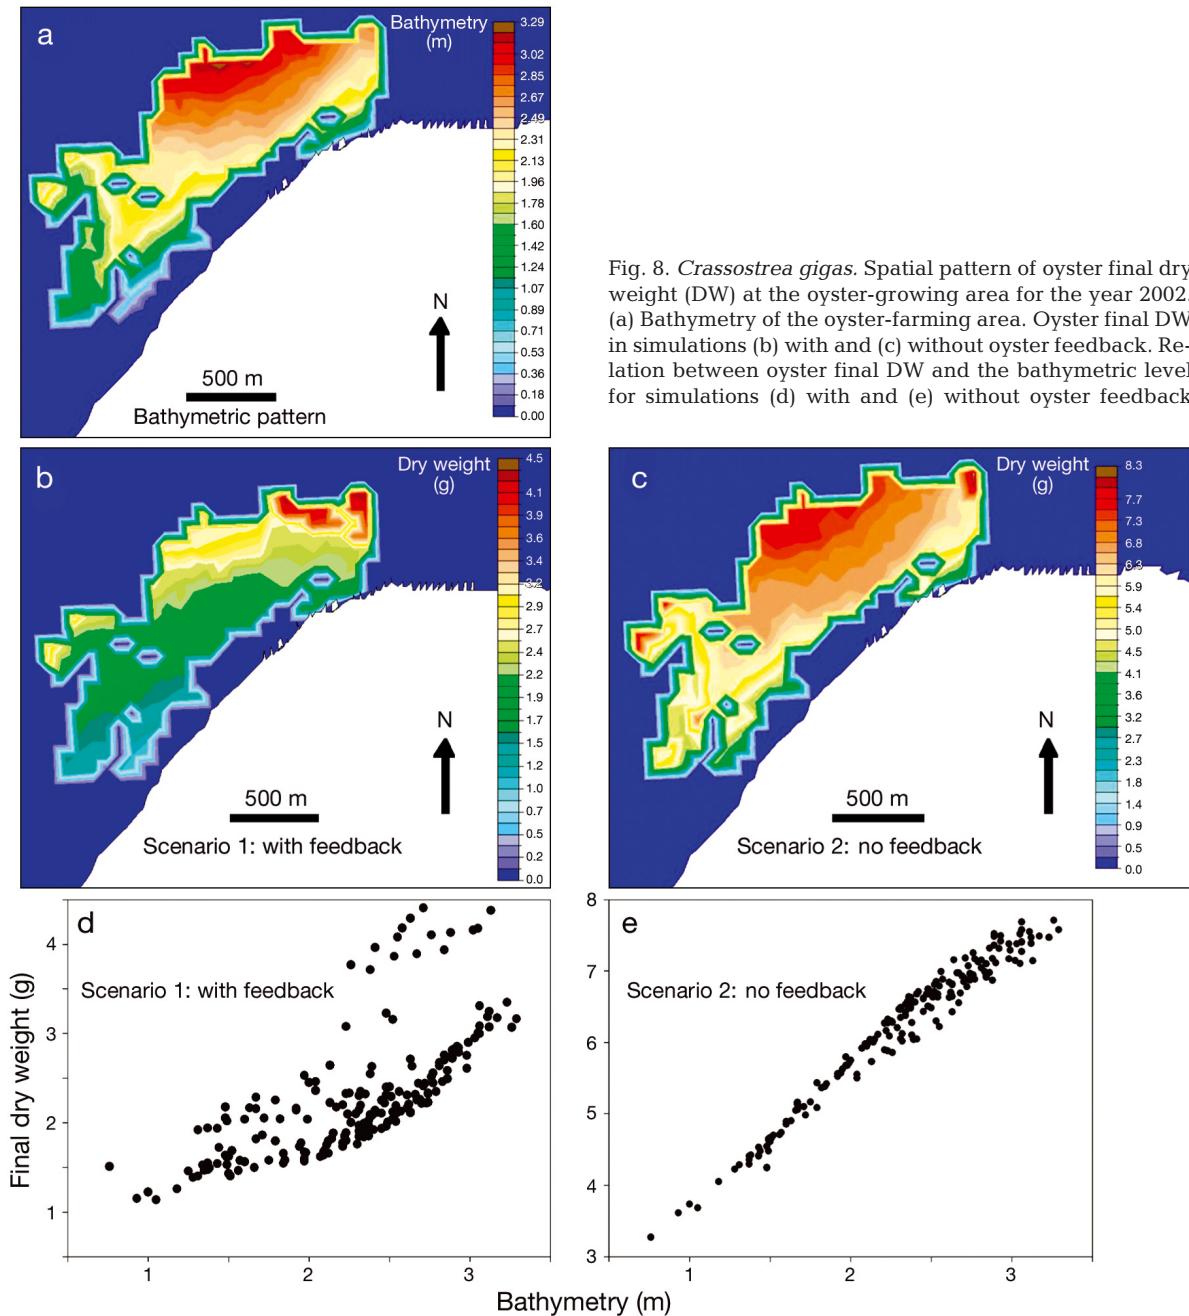 a
Bathymetry
(m)
3.29
3.02
2.85
2.67
2.49
2.31
2.13
1.96
1.78
1.60
1.42
1.24
1.07
0.89
0.71
0.53
0.36
0.18
0.00
N
500 m
Bathymetric pattern
Fig. 8. Crassostrea gigas. Spatial pattern of oyster final dry
weight (DW) at the oyster-growing area for the year 2002.
(a) Bathymetry of the oyster-farming area. Oyster final DW
in simulations (b) with and (c) without oyster feedback. Re-
lation between oyster final DW and the bathymetric level
for simulations (d) with and (e) without oyster feedback
b
Dry weight
(g)
4.5
4.1
3.9
3.6
3.4
3.2
2.9
2.7
2.4
2.2
1.9
1.7
1.5
1.2
1.0
0.7
0.5
0.2
0.0
N
500 m
Scenario 1: with feedback
c
Dry weight
(g)
8.3
7.7
7.3
6.8
6.3
5.9
5.4
5.0
4.5
4.1
3.6
3.2
2.7
2.3
1.8
1.4
0.9
0.5
0.0
N
500 m
Scenario 2: no feedback
d
Scenario 1: with feedback
Final dry weight (g)
4
3
2
1
1
2
3
e
Scenario 2: no feedback
8
7
6
5
4
3
1
2
3
Bathymetry (m)